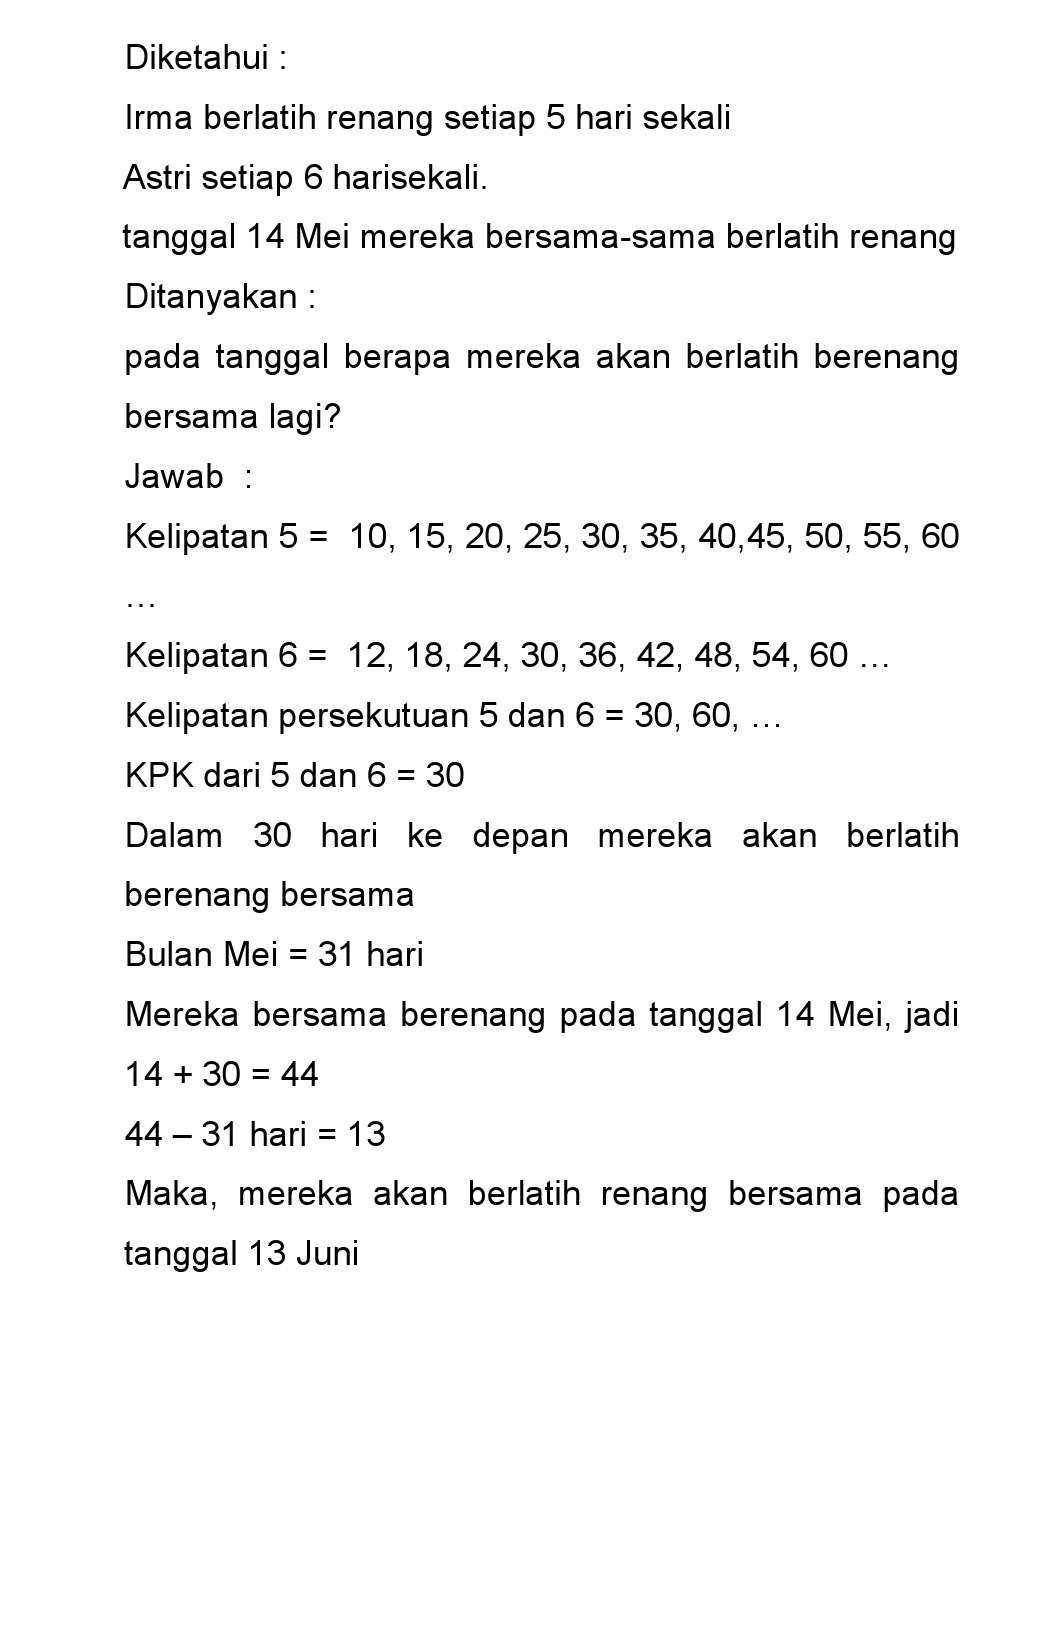 Diketahui :
Irma berlatih renang setiap 5 hari sekali
Astri setiap 6 harisekali.
tanggal 14 Mei mereka bersama-sama berlatih renang
Ditanyakan :
pada tanggal berapa mereka akan berlatih berenang
bersama lagi?
Jawab  :
Kelipatan 5 =  10, 15, 20, 25, 30, 35, 40,45, 50, 55, 60
…
Kelipatan 6 =  12, 18, 24, 30, 36, 42, 48, 54, 60 …
Kelipatan persekutuan 5 dan 6 = 30, 60, …
KPK dari 5 dan 6 = 30
Dalam 30 hari ke depan mereka akan berlatih
berenang bersama
Bulan Mei = 31 hari
Mereka bersama berenang pada tanggal 14 Mei, jadi
14 + 30 = 44
44 – 31 hari = 13
Maka, mereka akan berlatih renang bersama pada
tanggal 13 Juni